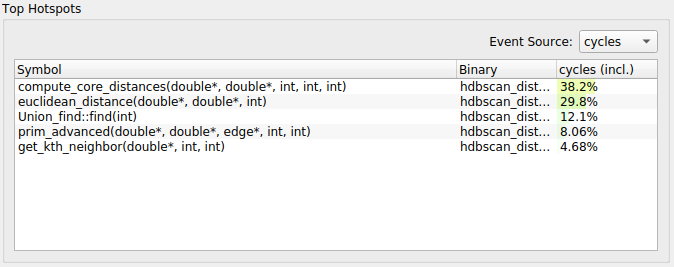 Top Hotspots
Event Source: cycles
Symbol Binary cycles (incl.)
compute_core_distances(double*, double*, int, int, int) hdbscan_dist... 38.2%
euclidean_distance(double*, double*, int) hdbscan_dist... 29.8%
Union_find::find(int) hdbscan_dist... 12.1%
prim_advanced(double*, double*, edge*, int, int) hdbscan_dist... 8.06%
get_kth_neighbor(double*, int, int) hdbscan_dist... 4.68%